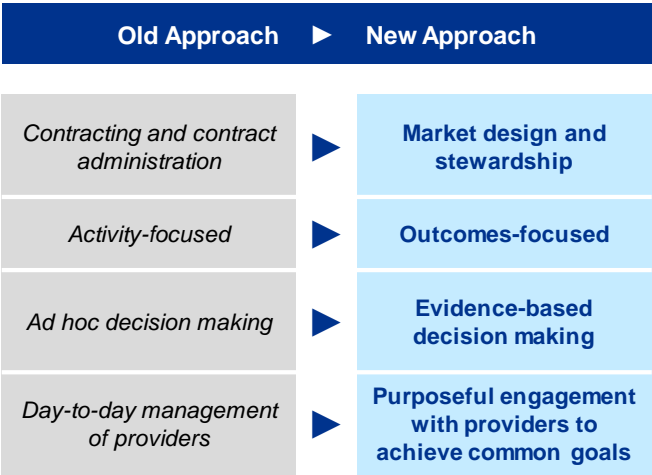 Old Approach ► New Approach
Contracting and contract
administration
►
Market design and
stewardship
Activity-focused
►
Outcomes-focused
Ad hoc decision making
►
Evidence-based
decision making
Day-to-day management
of providers
►
Purposeful engagement
with providers to
achieve common goals